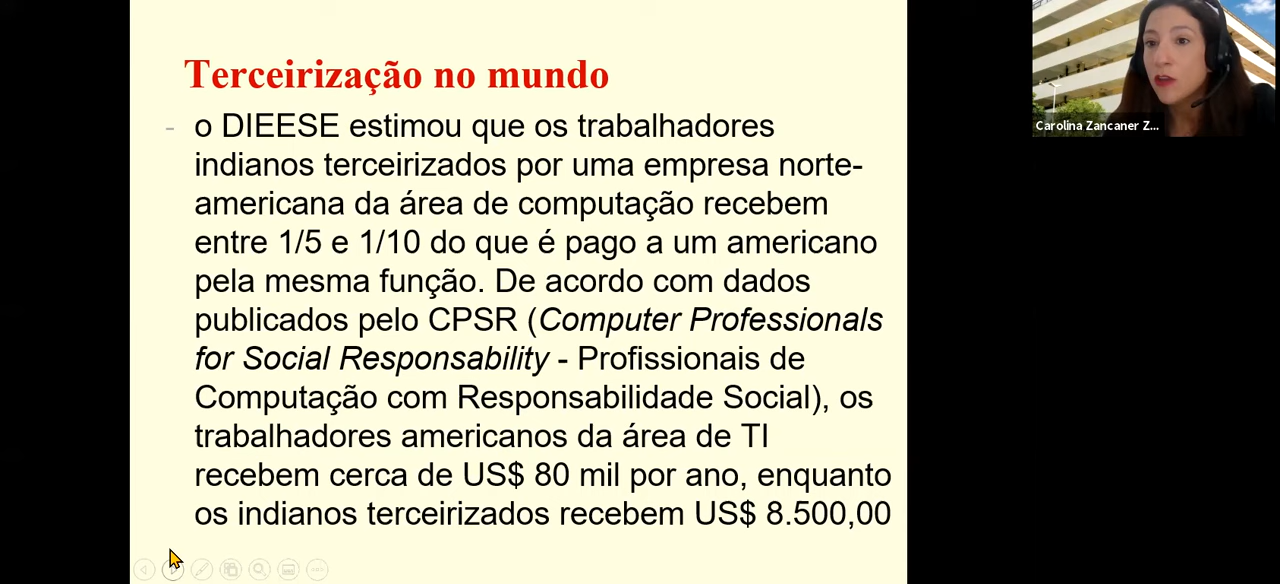 Terceirização no mundo
- o DIEESE estimou que os trabalhadores
indianos terceirizados por uma empresa norte-
americana da área de computação recebem
entre 1/5 e 1/10 do que é pago a um americano
pela mesma função. De acordo com dados
publicados pelo CPSR (Computer Professionals
for Social Responsability - Profissionais de
Computação com Responsabilidade Social), os
trabalhadores americanos da área de TI
recebem cerca de US$ 80 mil por ano, enquanto
os indianos terceirizados recebem US$ 8.500,00
Carolina Zancaner Z...